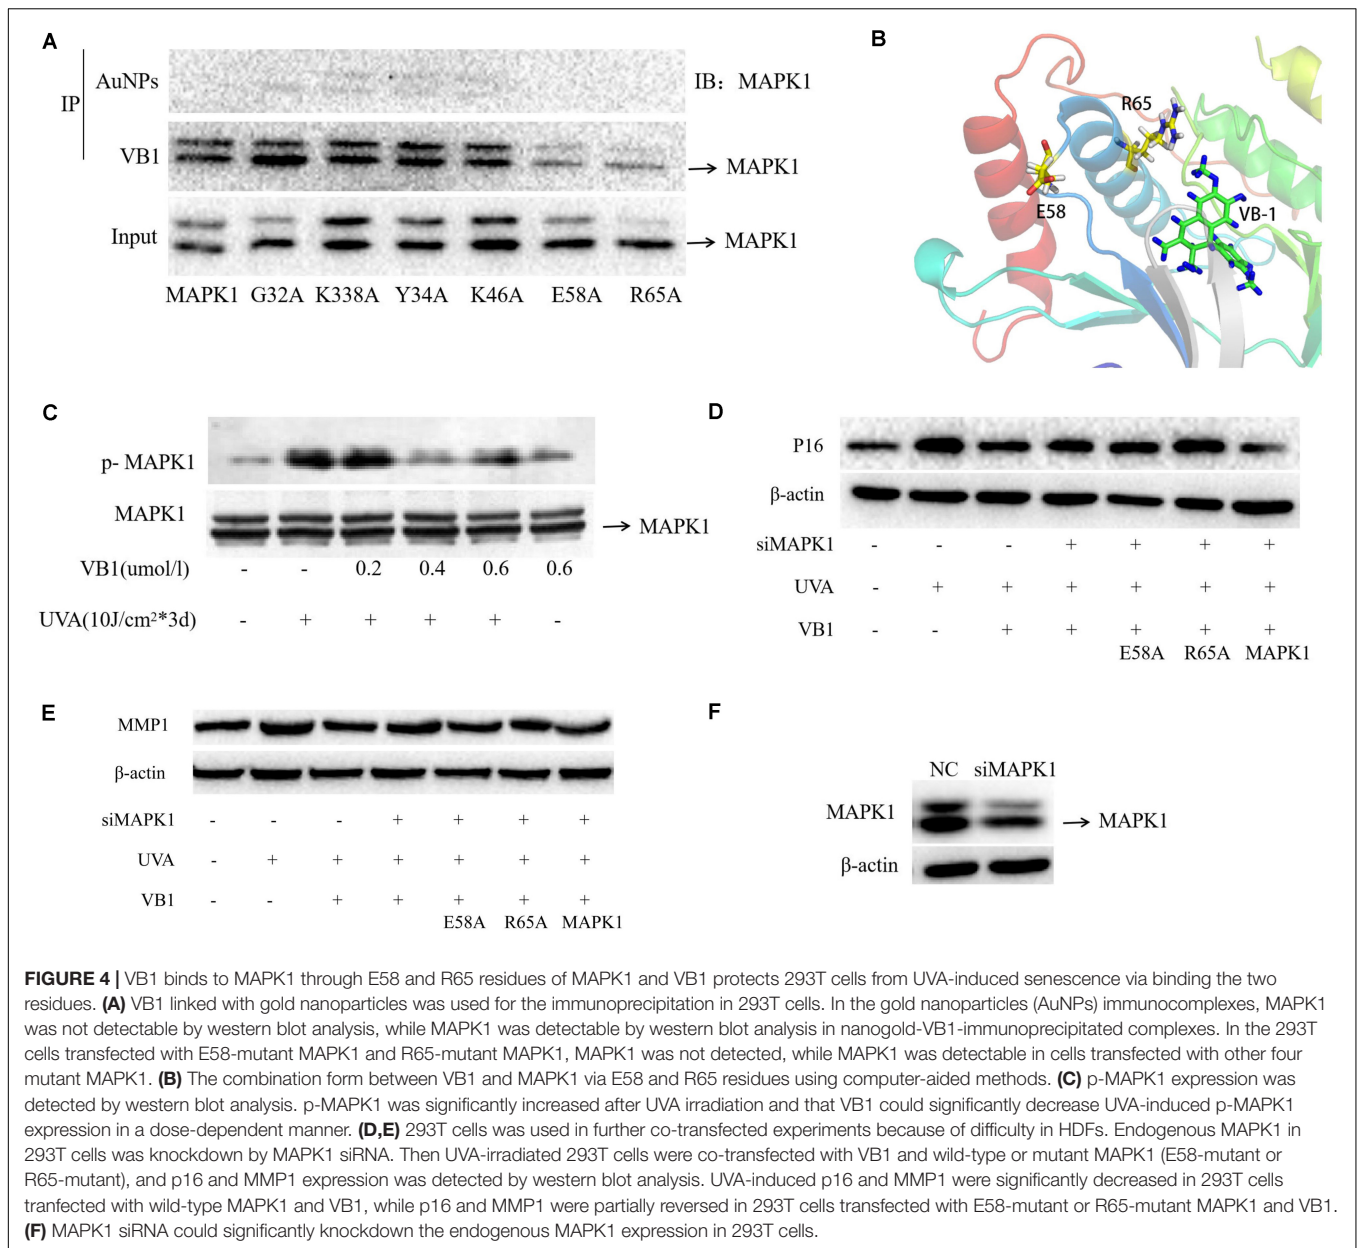 A
IP
AuNPs
IB: MAPK1
VB1
→ MAPK1
Input
→ MAPK1
MAPK1 G32A K338A Y34A K46A E58A R65A
B
R65
E58
VB-1
C
p- MAPK1
MAPK1
→ MAPK1
VB1(umol/l) - - 0.2 0.4 0.6 0.6
UVA(10J/cm²*3d) - + + + + -
D
P16
β-actin
siMAPK1 - - - + + + +
UVA - + + + + + +
VB1 - - + + + + +
E58A R65A MAPK1
E
MMP1
β-actin
siMAPK1 - - - + + + +
UVA - + + + + + +
VB1 - - + + + + +
E58A R65A MAPK1
F
NC siMAPK1
MAPK1
→ MAPK1
β-actin
FIGURE 4 | VB1 binds to MAPK1 through E58 and R65 residues of MAPK1 and VB1 protects 293T cells from UVA-induced senescence via binding the two
residues. (A) VB1 linked with gold nanoparticles was used for the immunoprecipitation in 293T cells. In the gold nanoparticles (AuNPs) immunocomplexes, MAPK1
was not detectable by western blot analysis, while MAPK1 was detectable by western blot analysis in nanogold-VB1-immunoprecipitated complexes. In the 293T
cells transfected with E58-mutant MAPK1 and R65-mutant MAPK1, MAPK1 was not detected, while MAPK1 was detectable in cells transfected with other four
mutant MAPK1. (B) The combination form between VB1 and MAPK1 via E58 and R65 residues using computer-aided methods. (C) p-MAPK1 expression was
detected by western blot analysis. p-MAPK1 was significantly increased after UVA irradiation and that VB1 could significantly decrease UVA-induced p-MAPK1
expression in a dose-dependent manner. (D,E) 293T cells was used in further co-transfected experiments because of difficulty in HDFs. Endogenous MAPK1 in
293T cells was knockdown by MAPK1 siRNA. Then UVA-irradiated 293T cells were co-transfected with VB1 and wild-type or mutant MAPK1 (E58-mutant or
R65-mutant), and p16 and MMP1 expression was detected by western blot analysis. UVA-induced p16 and MMP1 were significantly decreased in 293T cells
tranfected with wild-type MAPK1 and VB1, while p16 and MMP1 were partially reversed in 293T cells transfected with E58-mutant or R65-mutant MAPK1 and VB1.
(F) MAPK1 siRNA could significantly knockdown the endogenous MAPK1 expression in 293T cells.